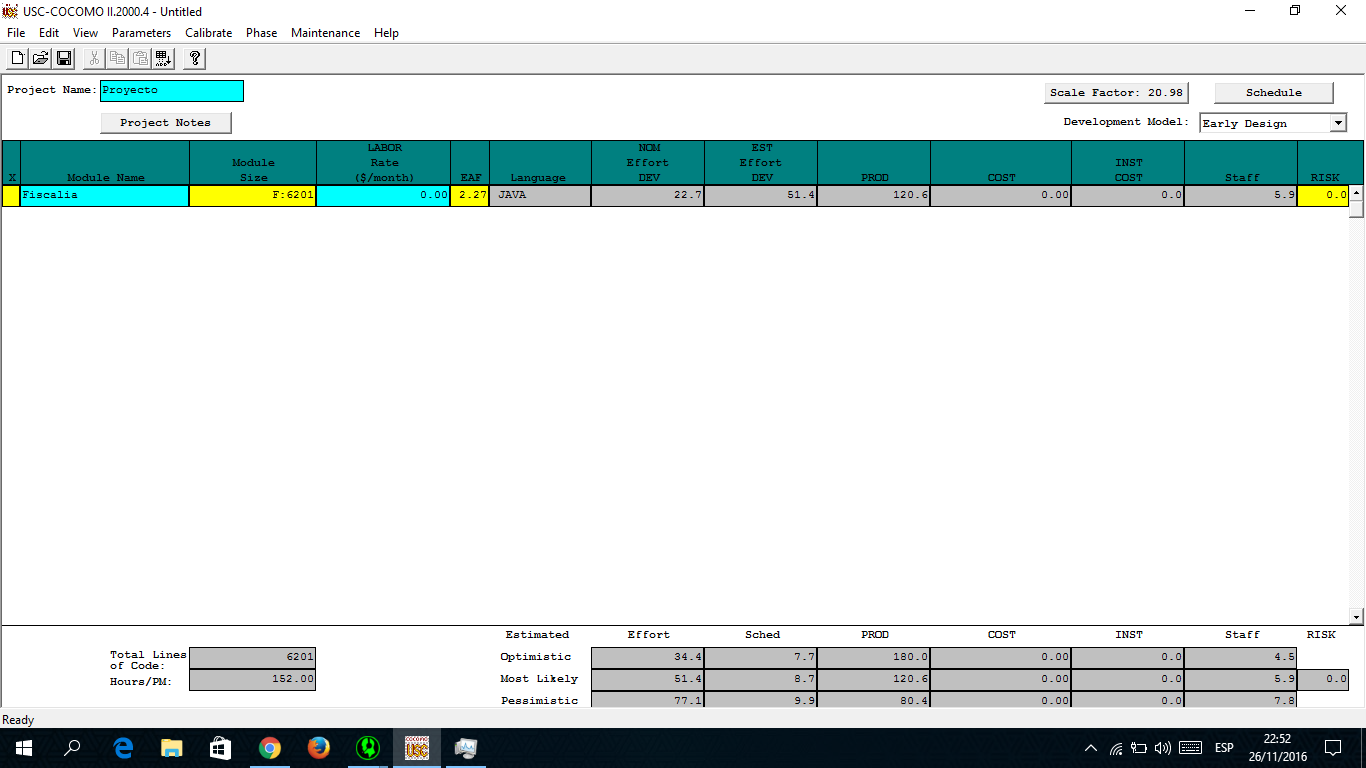 USC-COCOMO II.2000.4 - Untitled
File Edit View Parameters Calibrate Phase Maintenance Help
Project Name: Proyecto
Scale Factor: 20.98 Schedule
Project Notes
Development Model: Early Design
X Module Name Module Size LABOR Rate ($/month) EAF Language NOM Effort DEV EST Effort DEV PROD COST INST COST Staff RISK
Fiscalia F:6201 0.00 2.27 JAVA 22.7 51.4 120.6 0.00 0.0 5.9 0.0
Estimated Effort Sched PROD COST INST Staff RISK
Total Lines of Code: 6201
Optimistic 34.4 7.7 180.0 0.00 0.0 4.5
Hours/PM: 152.00
Most Likely 51.4 8.7 120.6 0.00 0.0 5.9 0.0
Pessimistic 77.1 9.9 80.4 0.00 0.0 7.8
Ready
COCOMO
USC
ESP
22:52
26/11/2016